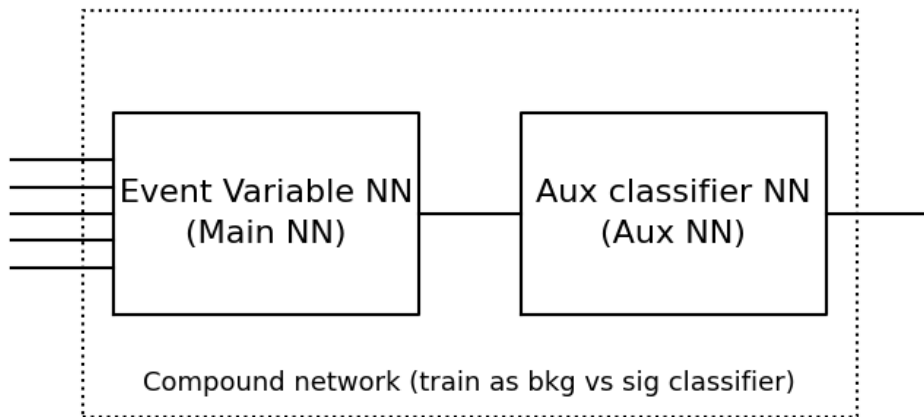 Event Variable NN
(Main NN)
Aux classifier NN
(Aux NN)
Compound network (train as bkg vs sig classifier)